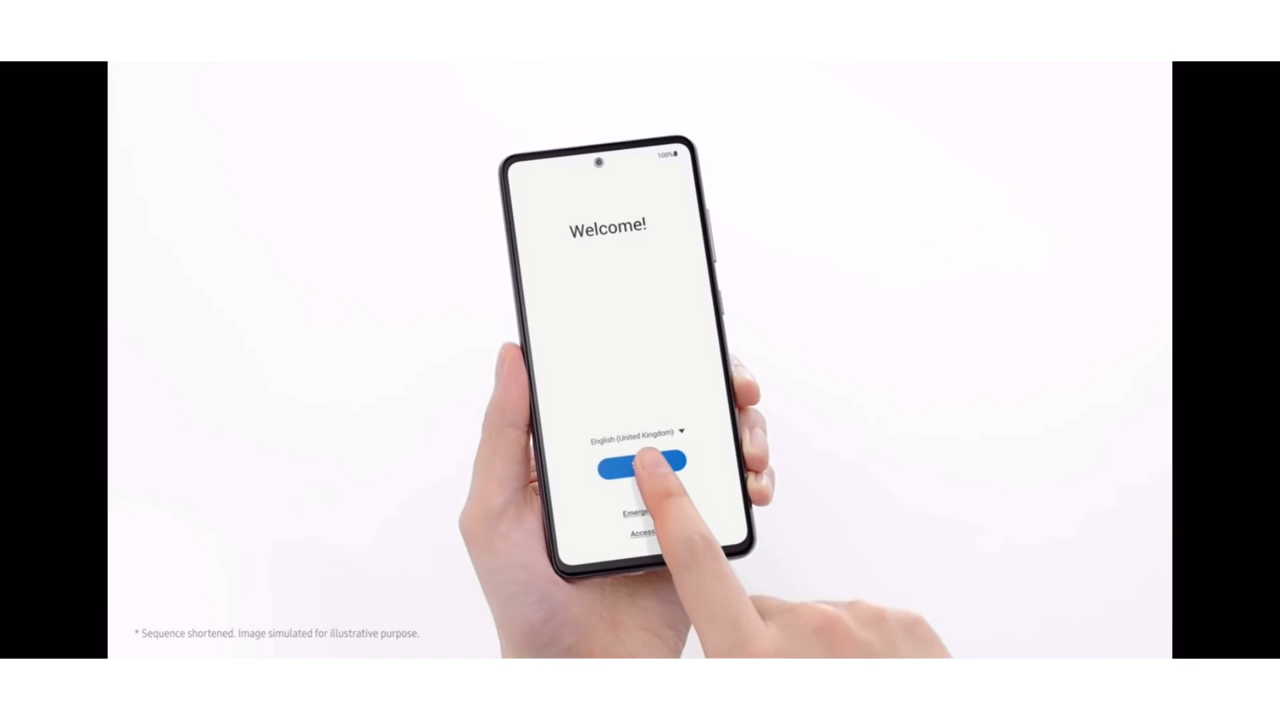 100%
Welcome!
English (United Kingdom)
* Sequence shortened. Image simulated for illustrative purpose.